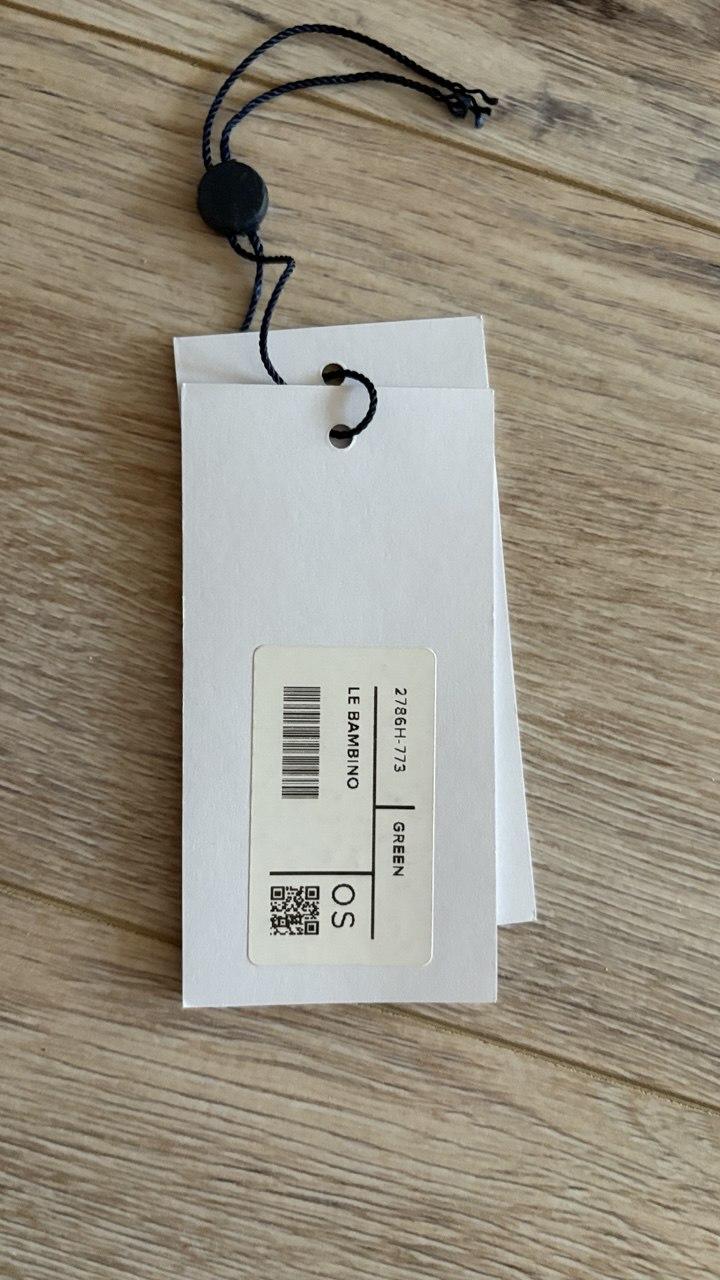 2786H-773
GREEN
LE BAMBINO
OS